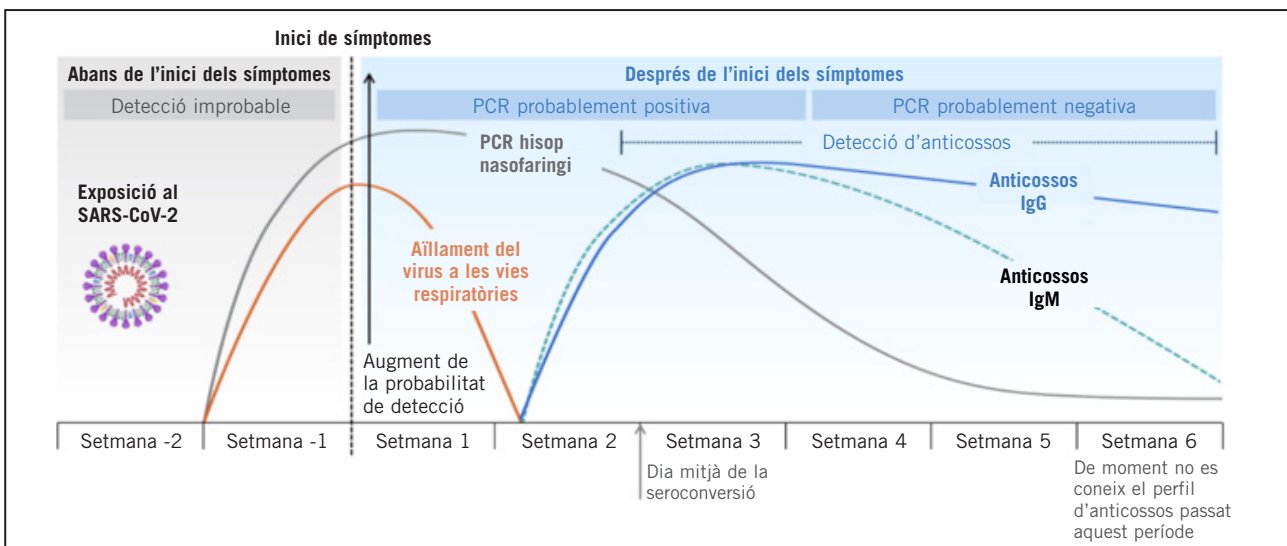 Inici de símptomes
Abans de l’inici dels símptomes
Després de l’inici dels símptomes
Detecció improbable
PCR probablement positiva
PCR probablement negativa
PCR hisop
nasofaringi
Detecció d’anticossos
Exposició al
SARS-CoV-2
Anticossos
IgG
Aïllament del
virus a les vies
respiratòries
Anticossos
IgM
Augment de
la probabilitat
de detecció
Setmana -2
Setmana -1
Setmana 1
Setmana 2
Setmana 3
Setmana 4
Setmana 5
Setmana 6
Dia mitjà de la
seroconversió
De moment no es
coneix el perfil
d’anticossos passat
aquest període